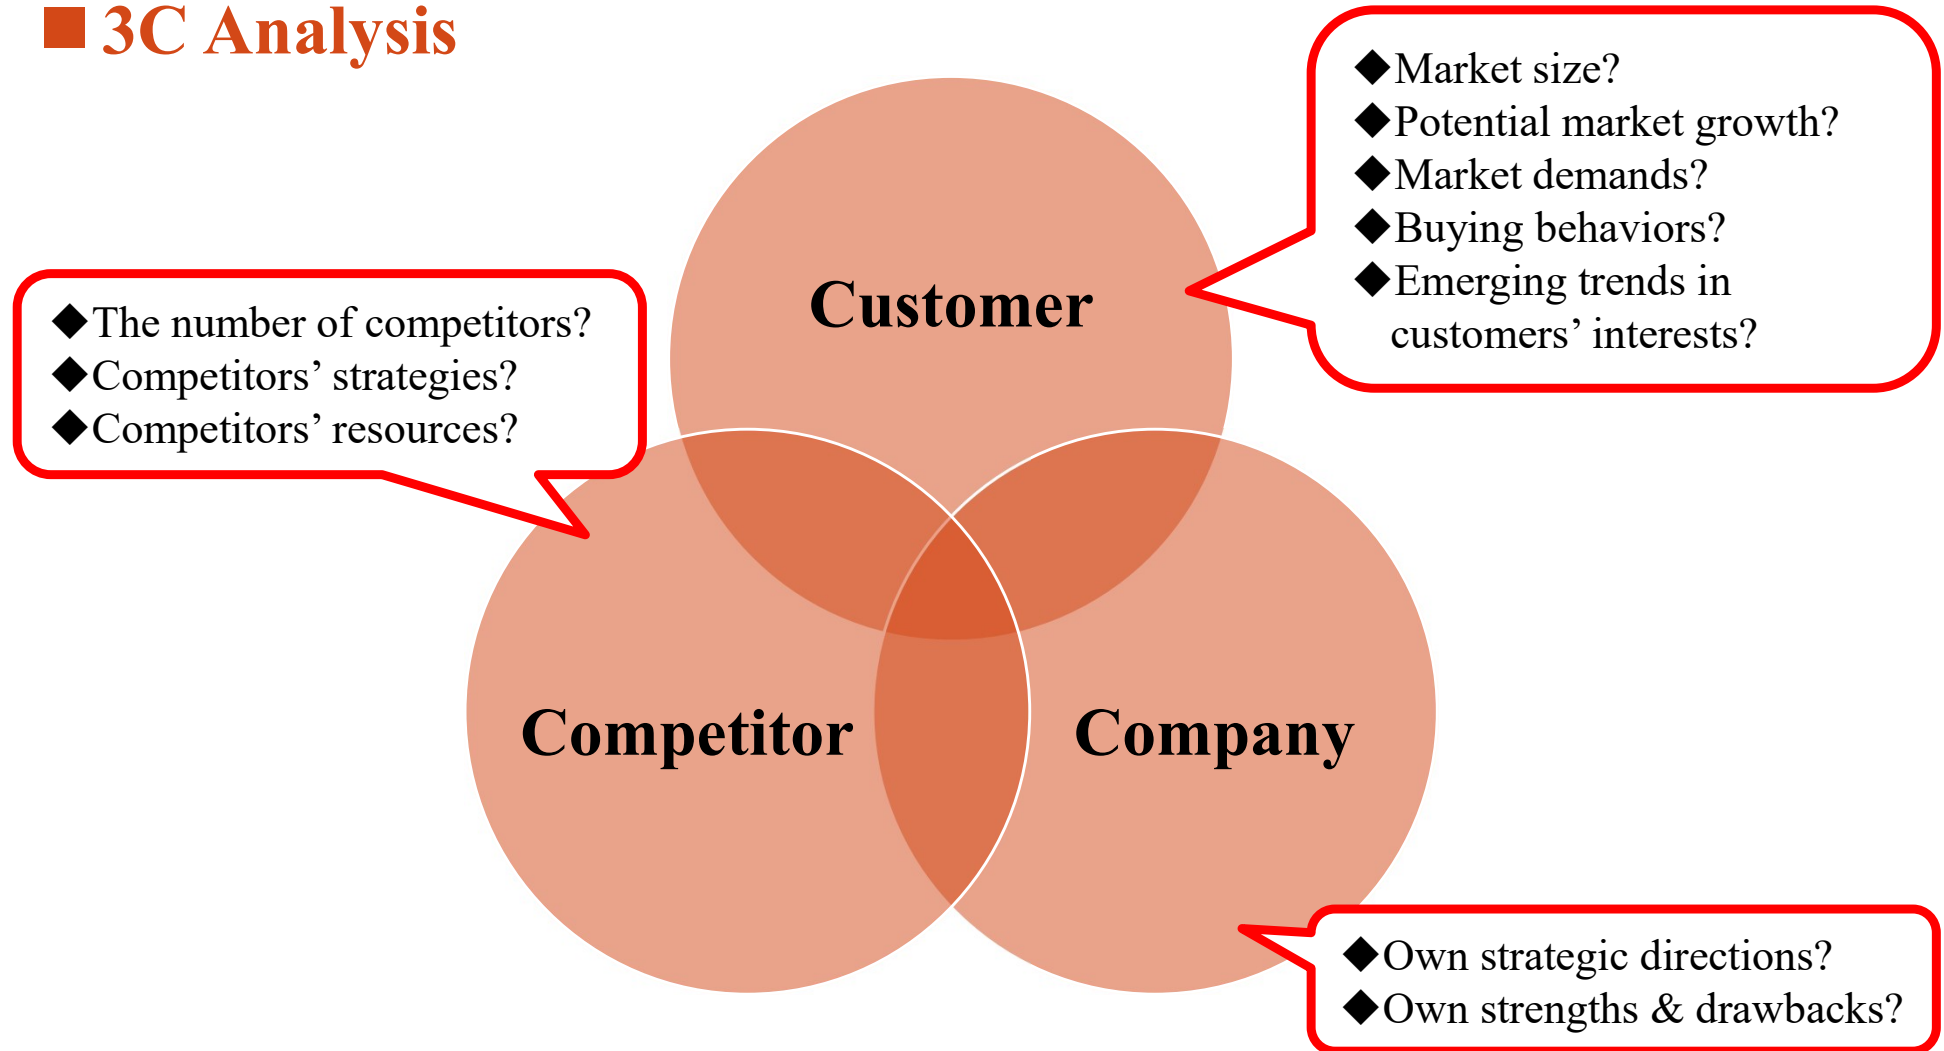 ■ 3C Analysis
◆Market size?
◆Potential market growth?
◆Market demands?
◆Buying behaviors?
◆Emerging trends in
customers’ interests?
Customer
◆The number of competitors?
◆Competitors’ strategies?
◆Competitors’ resources?
Competitor
Company
◆Own strategic directions?
◆Own strengths & drawbacks?